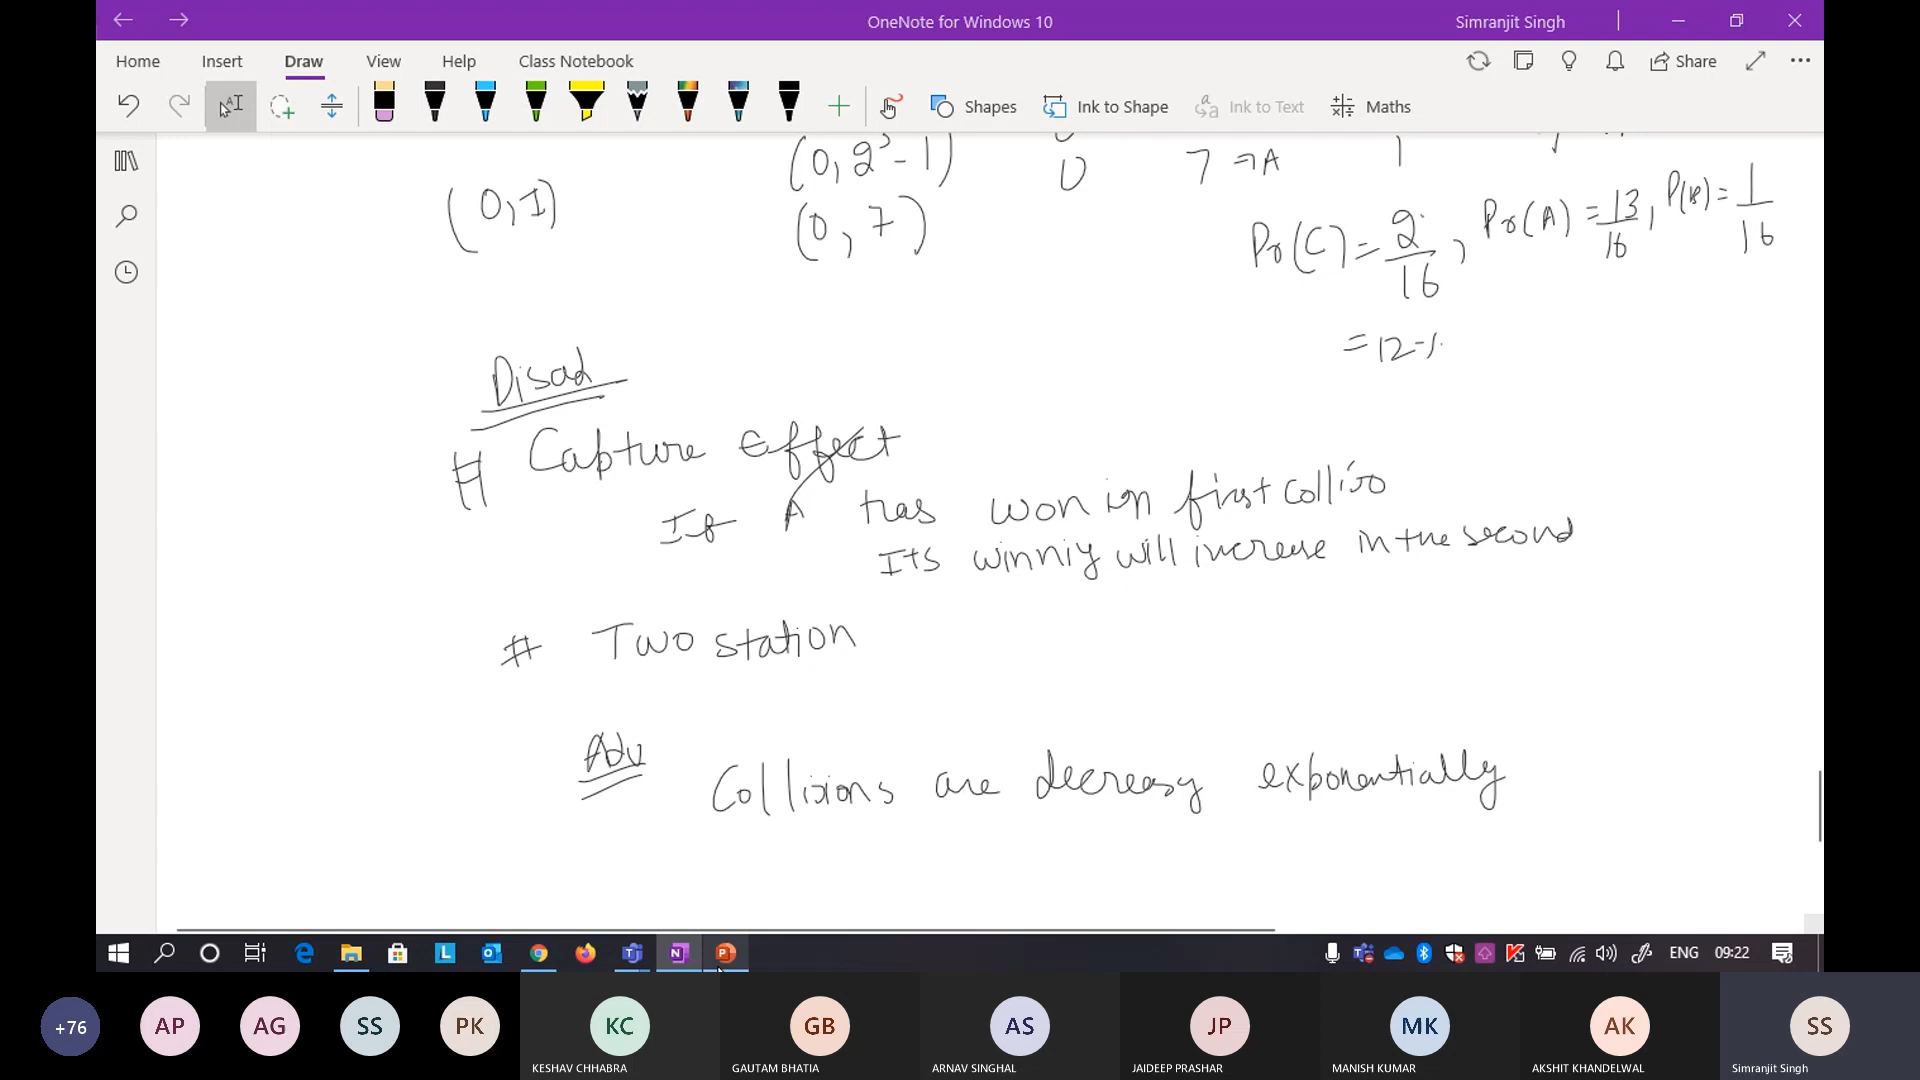 OneNote for Windows 10
Simranjit Singh
Home Insert Draw View Help Class Notebook
Share
Shapes
Ink to Shape
Ink to Text
Maths
(0, 2³-1) 0 7 => A 1
(0, 1)
(0, 7)
Pr(C) = 2/16, Pr(A) = 13/16, P(B) = 1/16
= 12%
Disad
# Capture Effect
If A has won in first collisio
Its winnig will increase in the second
# Two station
Adv
Collisions are decreasy exponentially
ENG 09:22
+76 AP AG SS PK KC GB AS JP MK AK SS
KESHAV CHHABRA GAUTAM BHATIA ARNAV SINGHAL JAIDEEP PRASHAR MANISH KUMAR AKSHIT KHANDELWAL Simranjit Singh